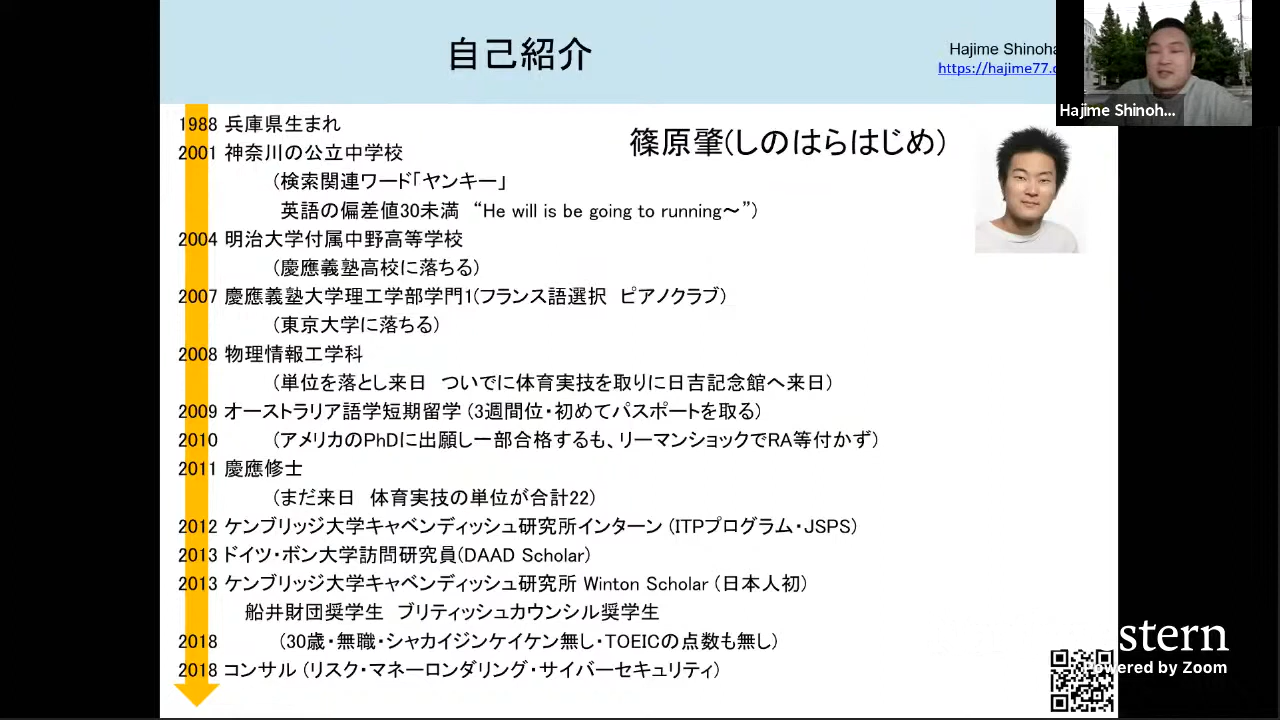 自己紹介
Hajime Shinoha
https://hajime77.c
Hajime Shinoh...
篠原肇(しのはらはじめ)
1988 兵庫県生まれ
2001 神奈川の公立中学校
(検索関連ワード「ヤンキー」
英語の偏差値30未満 “He will is be going to running～”)
2004 明治大学付属中野高等学校
(慶應義塾高校に落ちる)
2007 慶應義塾大学理工学部学門1(フランス語選択 ピアノクラブ)
(東京大学に落ちる)
2008 物理情報工学科
(単位を落とし来日 ついでに体育実技を取りに日吉記念館へ来日)
2009 オーストラリア語学短期留学 (3週間位・初めてパスポートを取る)
2010 (アメリカのPhDに出願し一部合格するも、リーマンショックでRA等付かず)
2011 慶應修士
(まだ来日 体育実技の単位が合計22)
2012 ケンブリッジ大学キャベンディッシュ研究所インターン (ITPプログラム・JSPS)
2013 ドイツ・ボン大学訪問研究員(DAAD Scholar)
2013 ケンブリッジ大学キャベンディッシュ研究所 Winton Scholar (日本人初)
船井財団奨学生 ブリティッシュカウンシル奨学生
2018 (30歳・無職・シャカイジンケイケン無し・TOEICの点数も無し)
2018 コンサル (リスク・マネーロンダリング・サイバーセキュリティ)
stern
Powered by Zoom